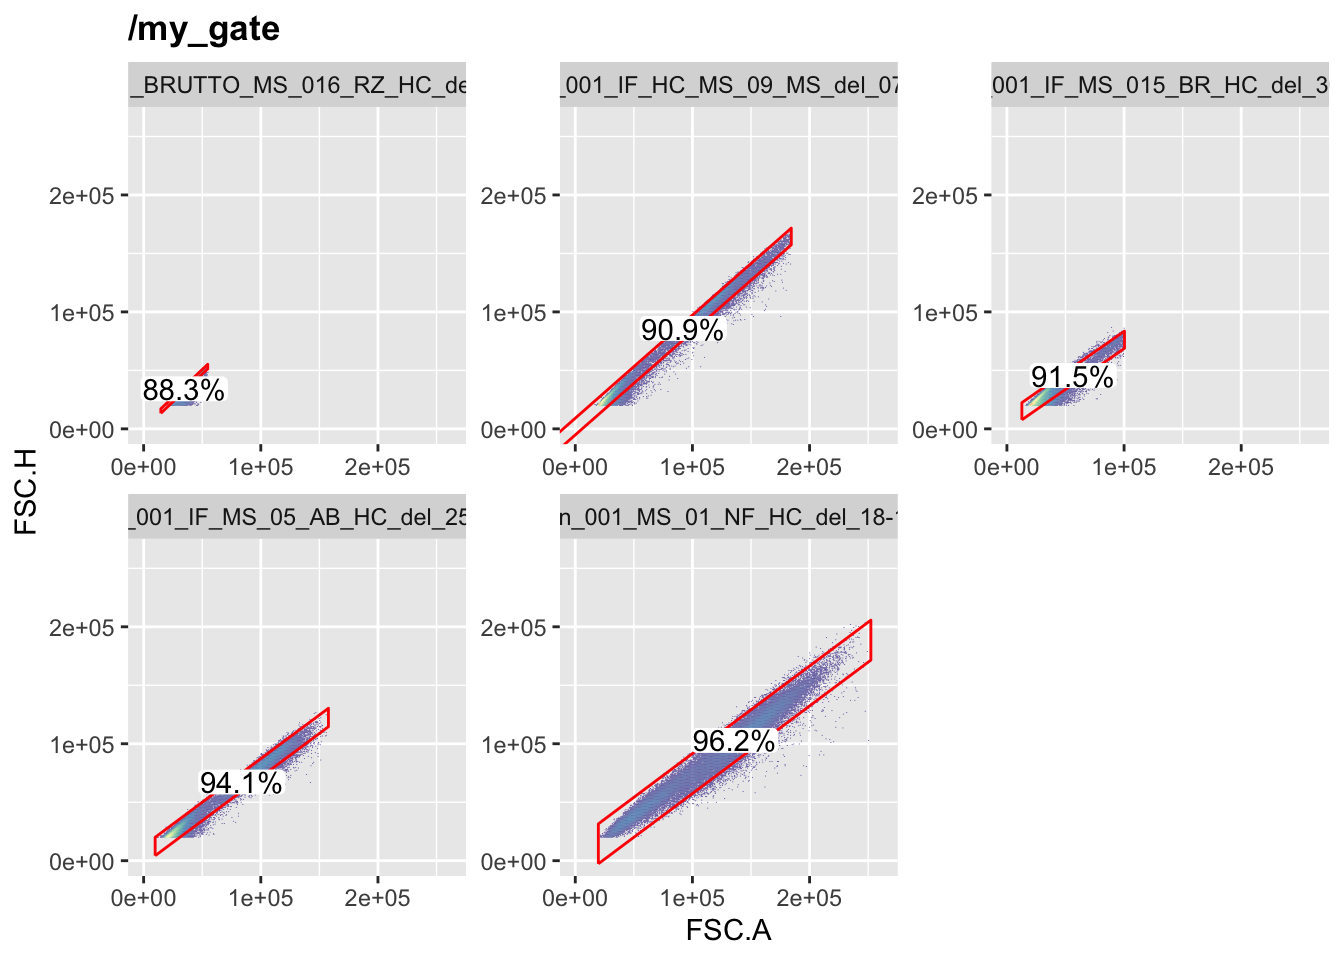 /my_gate
_BRUTTO_MS_016_RZ_HC_de
_001_IF_HC_MS_09_MS_del_07
001_IF_MS_015_BR_HC_del_3
2e+05
1e+05
0e+00
88.3%
0e+00 1e+05 2e+05
2e+05
1e+05
0e+00
90.9%
0e+00 1e+05 2e+05
2e+05
1e+05
0e+00
91.5%
0e+00 1e+05 2e+05
FSC.H
_001_IF_MS_05_AB_HC_del_25
n_001_MS_01_NF_HC_del_18-
2e+05
1e+05
0e+00
94.1%
0e+00 1e+05 2e+05
2e+05
1e+05
0e+00
96.2%
0e+00 1e+05 2e+05
FSC.A